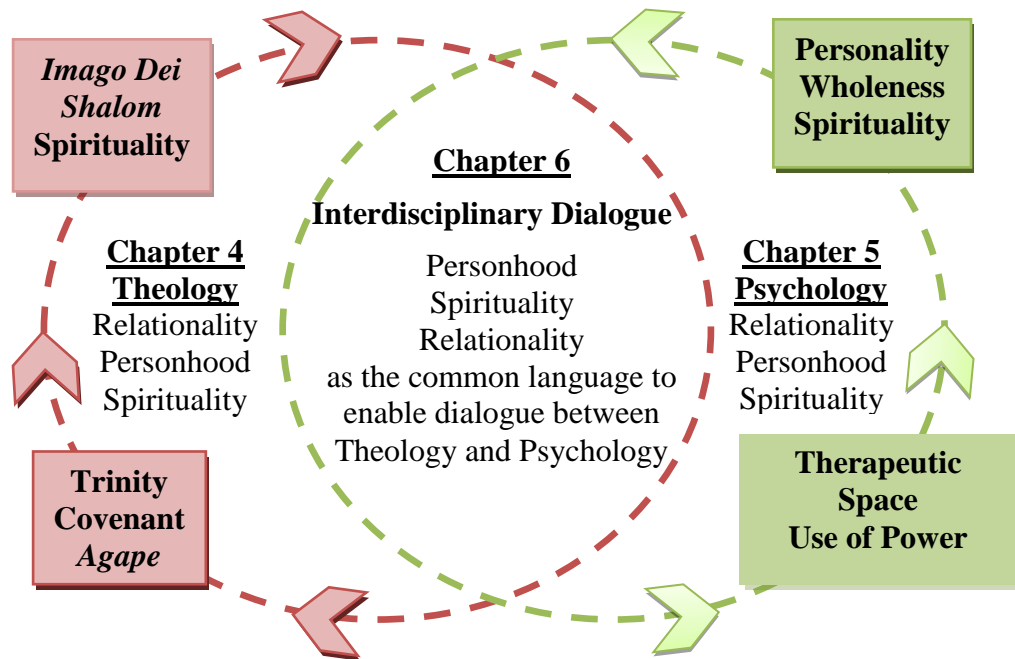 Imago Dei
Shalom
Spirituality
Personality
Wholeness
Spirituality
Chapter 6
Interdisciplinary Dialogue
Personhood
Spirituality
Relationality
as the common language to
enable dialogue between
Theology and Psychology
Chapter 4
Theology
Relationality
Personhood
Spirituality
Chapter 5
Psychology
Relationality
Personhood
Spirituality
Trinity
Covenant
Agape
Therapeutic
Space
Use of Power